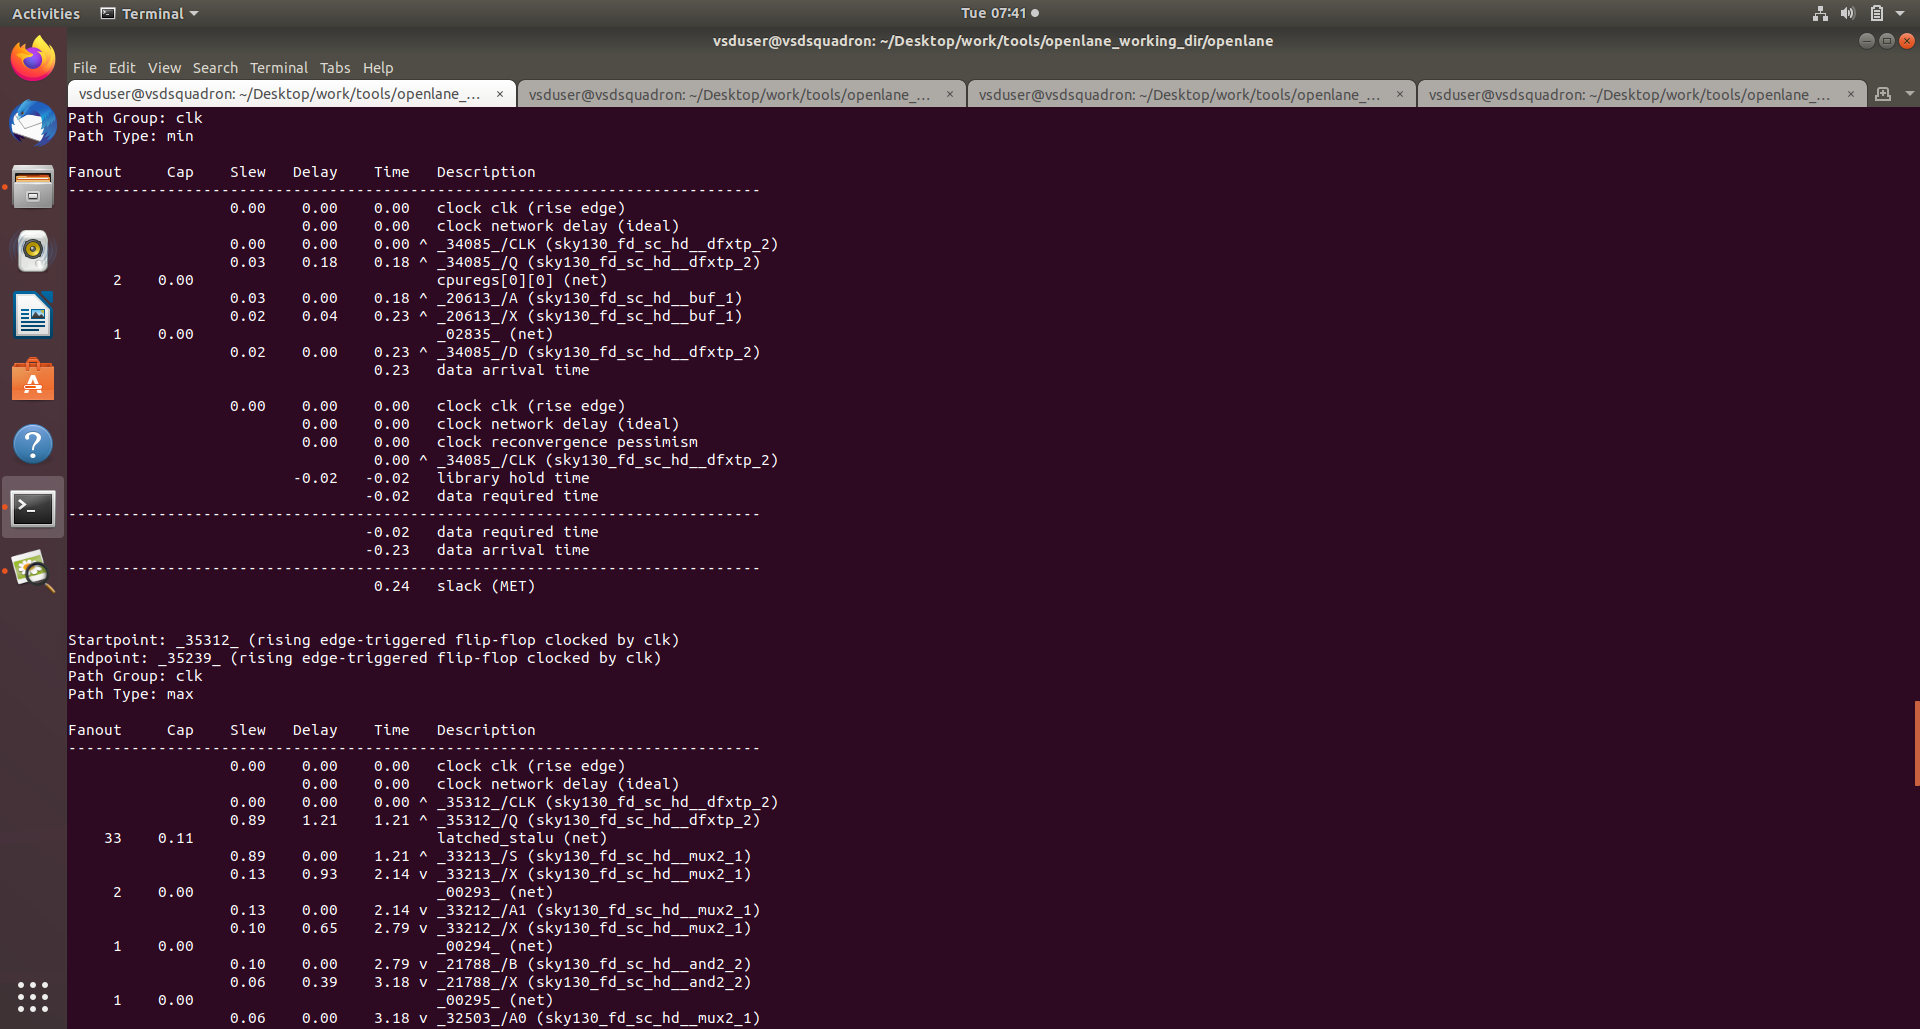 Activities Terminal Tue 07:41
vsduser@vsdsquadron: ~/Desktop/work/tools/openlane_working_dir/openlane
File Edit View Search Terminal Tabs Help
vsduser@vsdsquadron: ~/Desktop/work/tools/openlane_... × vsduser@vsdsquadron: ~/Desktop/work/tools/openlane_... × vsduser@vsdsquadron: ~/Desktop/work/tools/openlane_... × vsduser@vsdsquadron: ~/Desktop/work/tools/openlane_... ×
Path Group: clk
Path Type: min
Fanout     Cap    Slew   Delay    Time   Description
-----------------------------------------------------------------------------
                  0.00    0.00    0.00   clock clk (rise edge)
                          0.00    0.00   clock network delay (ideal)
                  0.00    0.00    0.00 ^ _34085_/CLK (sky130_fd_sc_hd__dfxtp_2)
                  0.03    0.18    0.18 ^ _34085_/Q (sky130_fd_sc_hd__dfxtp_2)
     2    0.00                           cpuregs[0][0] (net)
                  0.03    0.00    0.18 ^ _20613_/A (sky130_fd_sc_hd__buf_1)
                  0.02    0.04    0.23 ^ _20613_/X (sky130_fd_sc_hd__buf_1)
     1    0.00                           _02835_ (net)
                  0.02    0.00    0.23 ^ _34085_/D (sky130_fd_sc_hd__dfxtp_2)
                                  0.23   data arrival time
                  0.00    0.00    0.00   clock clk (rise edge)
                          0.00    0.00   clock network delay (ideal)
                          0.00    0.00   clock reconvergence pessimism
                                  0.00 ^ _34085_/CLK (sky130_fd_sc_hd__dfxtp_2)
                         -0.02   -0.02   library hold time
                                 -0.02   data required time
-----------------------------------------------------------------------------
                                 -0.02   data required time
                                 -0.23   data arrival time
-----------------------------------------------------------------------------
                                  0.24   slack (MET)
Startpoint: _35312_ (rising edge-triggered flip-flop clocked by clk)
Endpoint: _35239_ (rising edge-triggered flip-flop clocked by clk)
Path Group: clk
Path Type: max
Fanout     Cap    Slew   Delay    Time   Description
-----------------------------------------------------------------------------
                  0.00    0.00    0.00   clock clk (rise edge)
                          0.00    0.00   clock network delay (ideal)
                  0.00    0.00    0.00 ^ _35312_/CLK (sky130_fd_sc_hd__dfxtp_2)
                  0.89    1.21    1.21 ^ _35312_/Q (sky130_fd_sc_hd__dfxtp_2)
    33    0.11                           latched_stalu (net)
                  0.89    0.00    1.21 ^ _33213_/S (sky130_fd_sc_hd__mux2_1)
                  0.13    0.93    2.14 v _33213_/X (sky130_fd_sc_hd__mux2_1)
     2    0.00                           _00293_ (net)
                  0.13    0.00    2.14 v _33212_/A1 (sky130_fd_sc_hd__mux2_1)
                  0.10    0.65    2.79 v _33212_/X (sky130_fd_sc_hd__mux2_1)
     1    0.00                           _00294_ (net)
                  0.10    0.00    2.79 v _21788_/B (sky130_fd_sc_hd__and2_2)
                  0.06    0.39    3.18 v _21788_/X (sky130_fd_sc_hd__and2_2)
     1    0.00                           _00295_ (net)
                  0.06    0.00    3.18 v _32503_/A0 (sky130_fd_sc_hd__mux2_1)